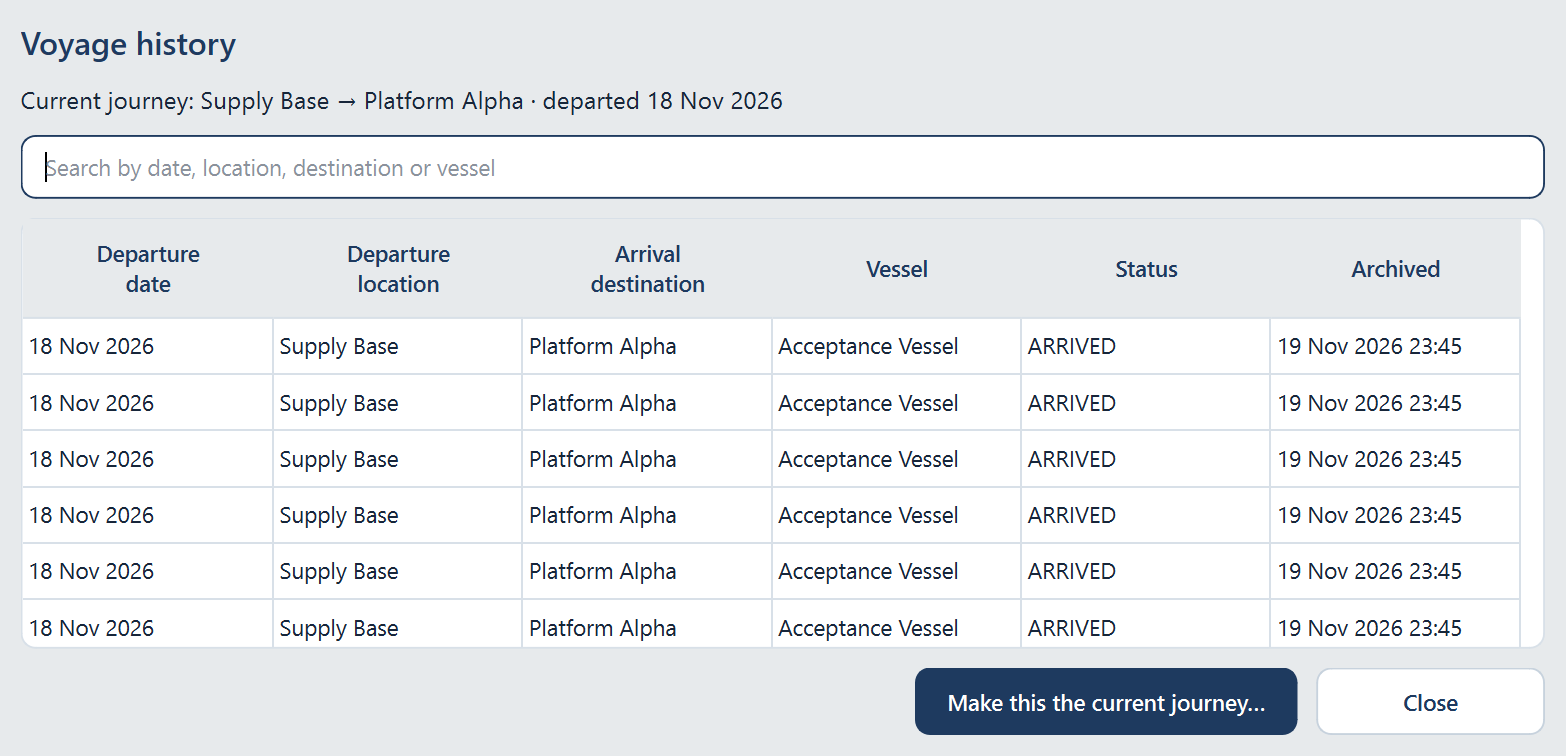 Voyage history
Current journey: Supply Base → Platform Alpha · departed 18 Nov 2026
Search by date, location, destination or vessel
Departure date Departure location Arrival destination Vessel Status Archived
18 Nov 2026 Supply Base Platform Alpha Acceptance Vessel ARRIVED 19 Nov 2026 23:45
18 Nov 2026 Supply Base Platform Alpha Acceptance Vessel ARRIVED 19 Nov 2026 23:45
18 Nov 2026 Supply Base Platform Alpha Acceptance Vessel ARRIVED 19 Nov 2026 23:45
18 Nov 2026 Supply Base Platform Alpha Acceptance Vessel ARRIVED 19 Nov 2026 23:45
18 Nov 2026 Supply Base Platform Alpha Acceptance Vessel ARRIVED 19 Nov 2026 23:45
18 Nov 2026 Supply Base Platform Alpha Acceptance Vessel ARRIVED 19 Nov 2026 23:45
Make this the current journey... Close